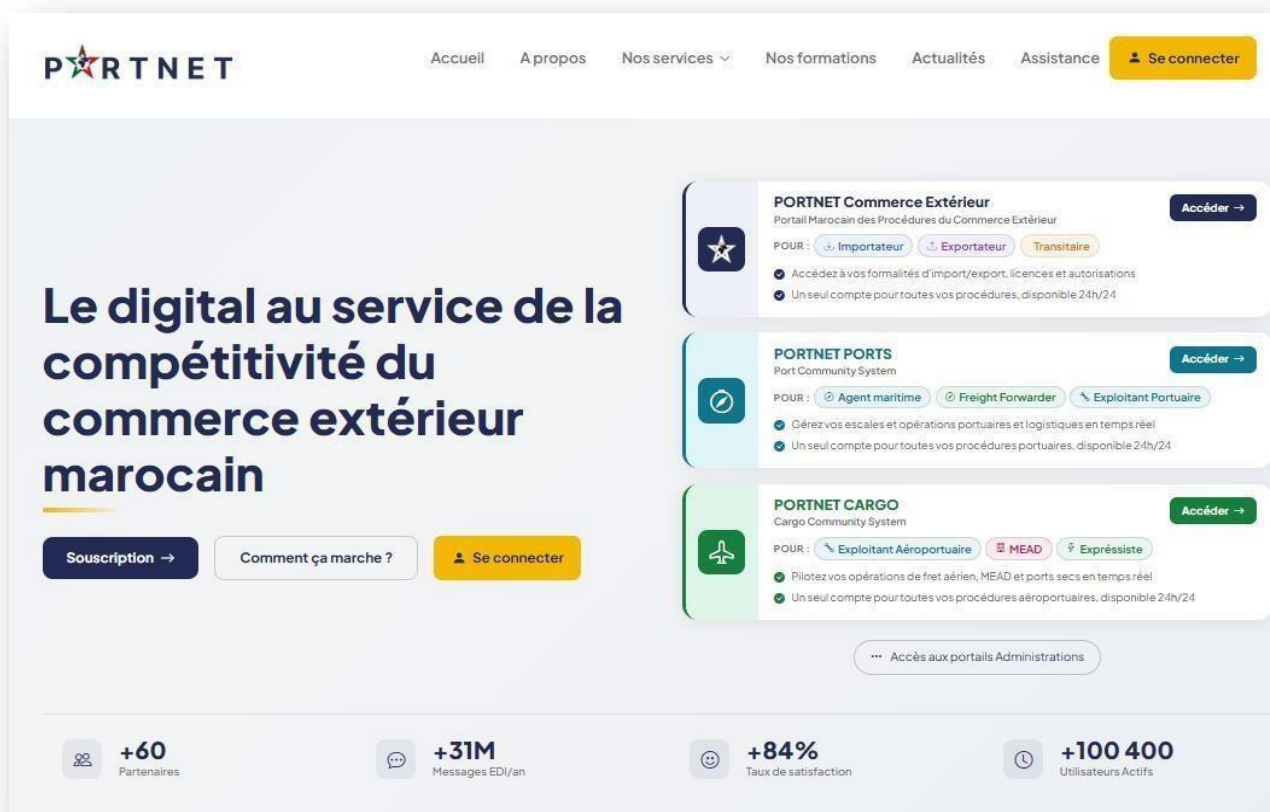 PORTNET
Accueil
A propos
Nos services
Nos formations
Actualités
Assistance
Se connecter
Le digital au service de la
compétitivité du
commerce extérieur
marocain
Souscription →
Comment ça marche ?
Se connecter
PORTNET Commerce Extérieur
Accéder →
Portail Marocain des Procédures du Commerce Extérieur
POUR : Importateur Exportateur Transitaire
Accédez à vos formalités d'import/export, licences et autorisations
Un seul compte pour toutes vos procédures, disponible 24h/24
PORTNET PORTS
Accéder →
Port Community System
POUR : Agent maritime Freight Forwarder Exploitant Portuaire
Gérez vos escales et opérations portuaires et logistiques en temps réel
Un seul compte pour toutes vos procédures portuaires, disponible 24h/24
PORTNET CARGO
Accéder →
Cargo Community System
POUR : Exploitant Aéroportuaire MEAD Expréssiste
Pilotez vos opérations de fret aérien, MEAD et ports secs en temps réel
Un seul compte pour toutes vos procédures aéroportuaires, disponible 24h/24
··· Accès aux portails Administrations
+60
Partenaires
+31M
Messages EDI/an
+84%
Taux de satisfaction
+100 400
Utilisateurs Actifs